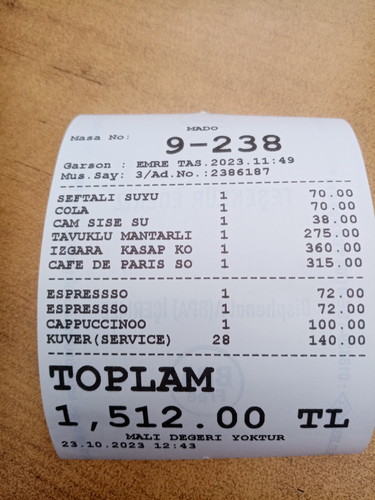 MADO
Masa No: 9-238
Garson : EMRE TAS.2023.11:49
Mus.Say: 3/Ad.No.:2386187
SEFTALI SUYU 1 70.00
COLA 1 70.00
CAM SISE SU 1 38.00
TAVUKLU MANTARLI 1 275.00
IZGARA KASAP KO 1 360.00
CAFE DE PARIS SO 1 315.00
ESPRESSSO 1 72.00
ESPRESSSO 1 72.00
CAPPUCCINOO 1 100.00
KUVER(SERVICE) 28 140.00
TOPLAM
1,512.00 TL
MALI DEGERI YOKTUR
23.10.2023 12:43